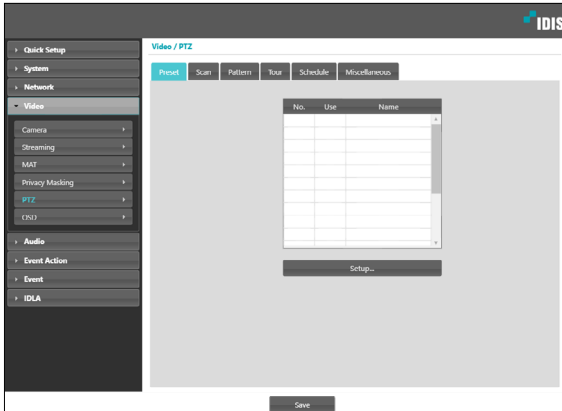 IDIS
Quick Setup
System
Network
Video
Camera
Streaming
MAT
Privacy Masking
PTZ
OSD
Audio
Event Action
Event
IDLA
Video / PTZ
Preset Scan Pattern Tour Schedule Miscellaneous
No. Use Name
Setup...
Save